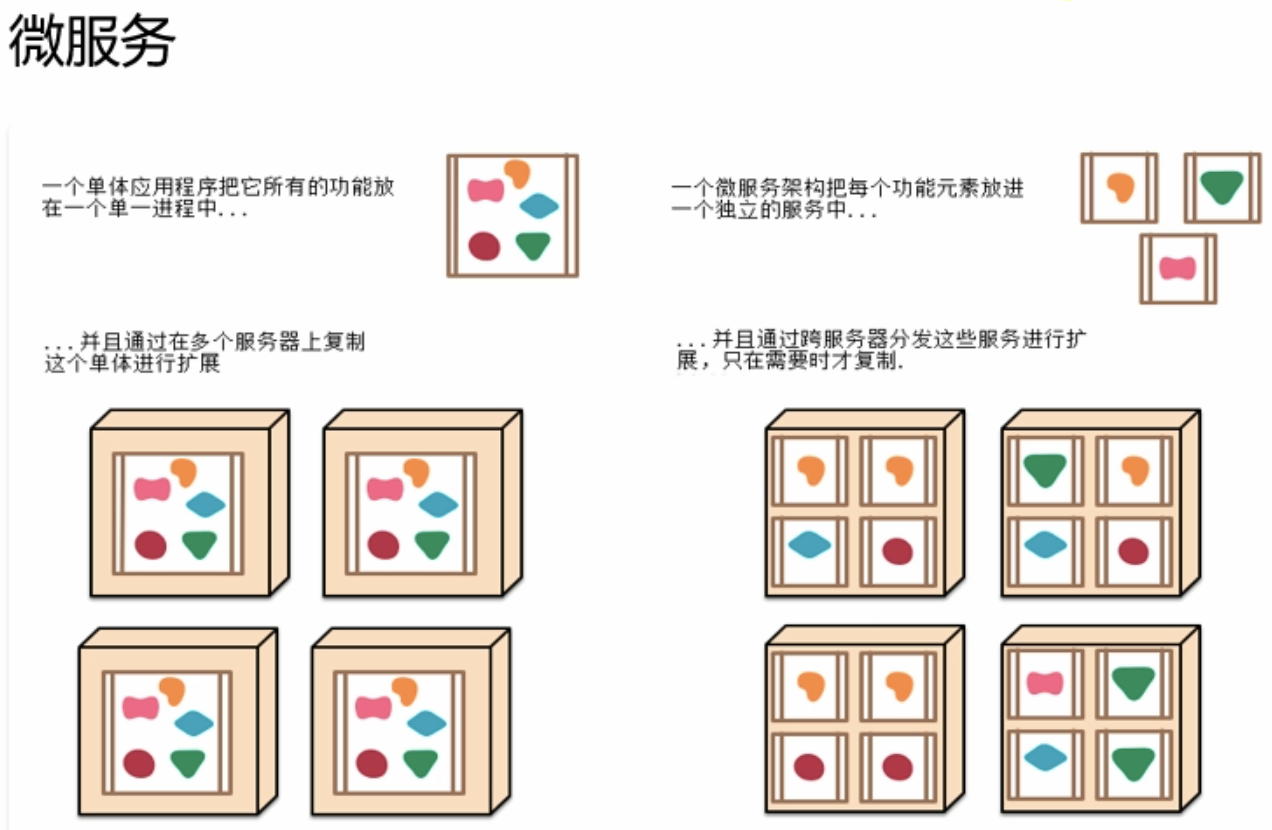 微服务
一个单体应用程序把它所有的功能放
在一个单一进程中...
...并且通过在多个服务器上复制
这个单体进行扩展
一个微服务架构把每个功能元素放进
一个独立的服务中...
...并且通过跨服务器分发这些服务进行扩
展，只在需要时才复制.